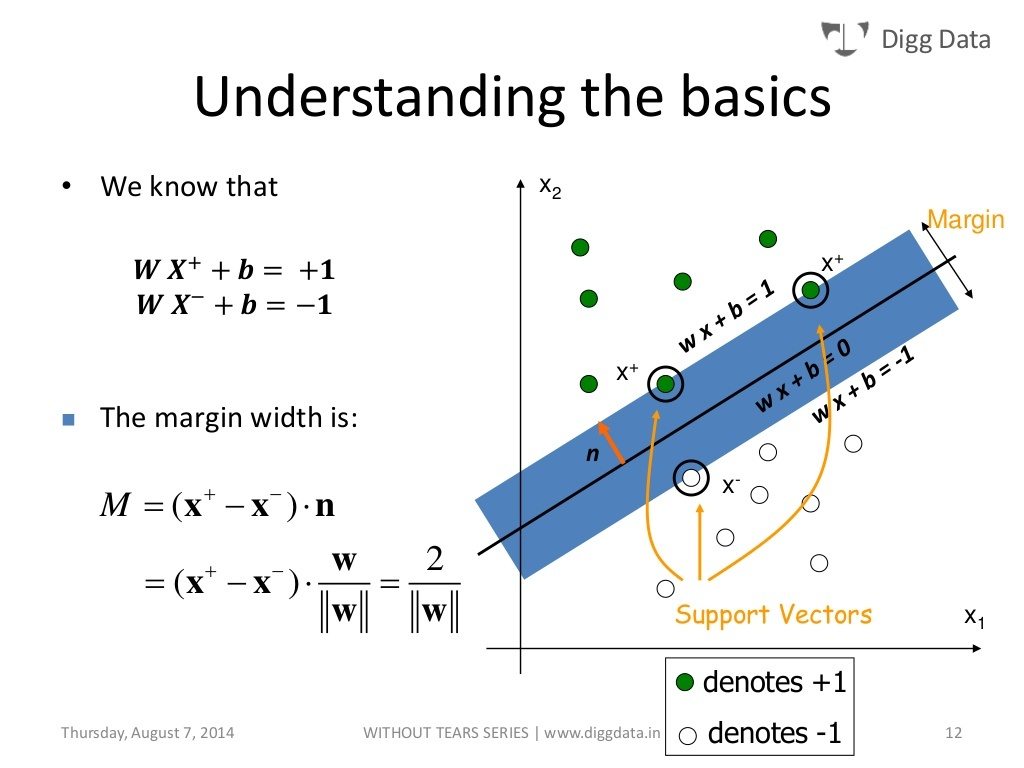 Digg Data
Understanding the basics
• We know that
W X⁺ + b = +1
W X⁻ + b = −1
■ The margin width is:
M = (x⁺ − x⁻) · n
= (x⁺ − x⁻) · w / ‖w‖ = 2 / ‖w‖
x₂
Margin
x⁺
w x + b = 1
x⁺
w x + b = 0
w x + b = -1
n
x⁻
Support Vectors
x₁
denotes +1
denotes -1
Thursday, August 7, 2014
WITHOUT TEARS SERIES | www.diggdata.in
12